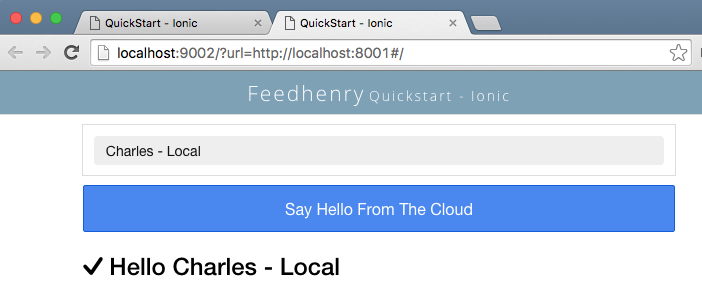 QuickStart - Ionic
QuickStart - Ionic
localhost:9002/?url=http://localhost:8001#/
Feedhenry Quickstart - Ionic
Charles - Local
Say Hello From The Cloud
Hello Charles - Local